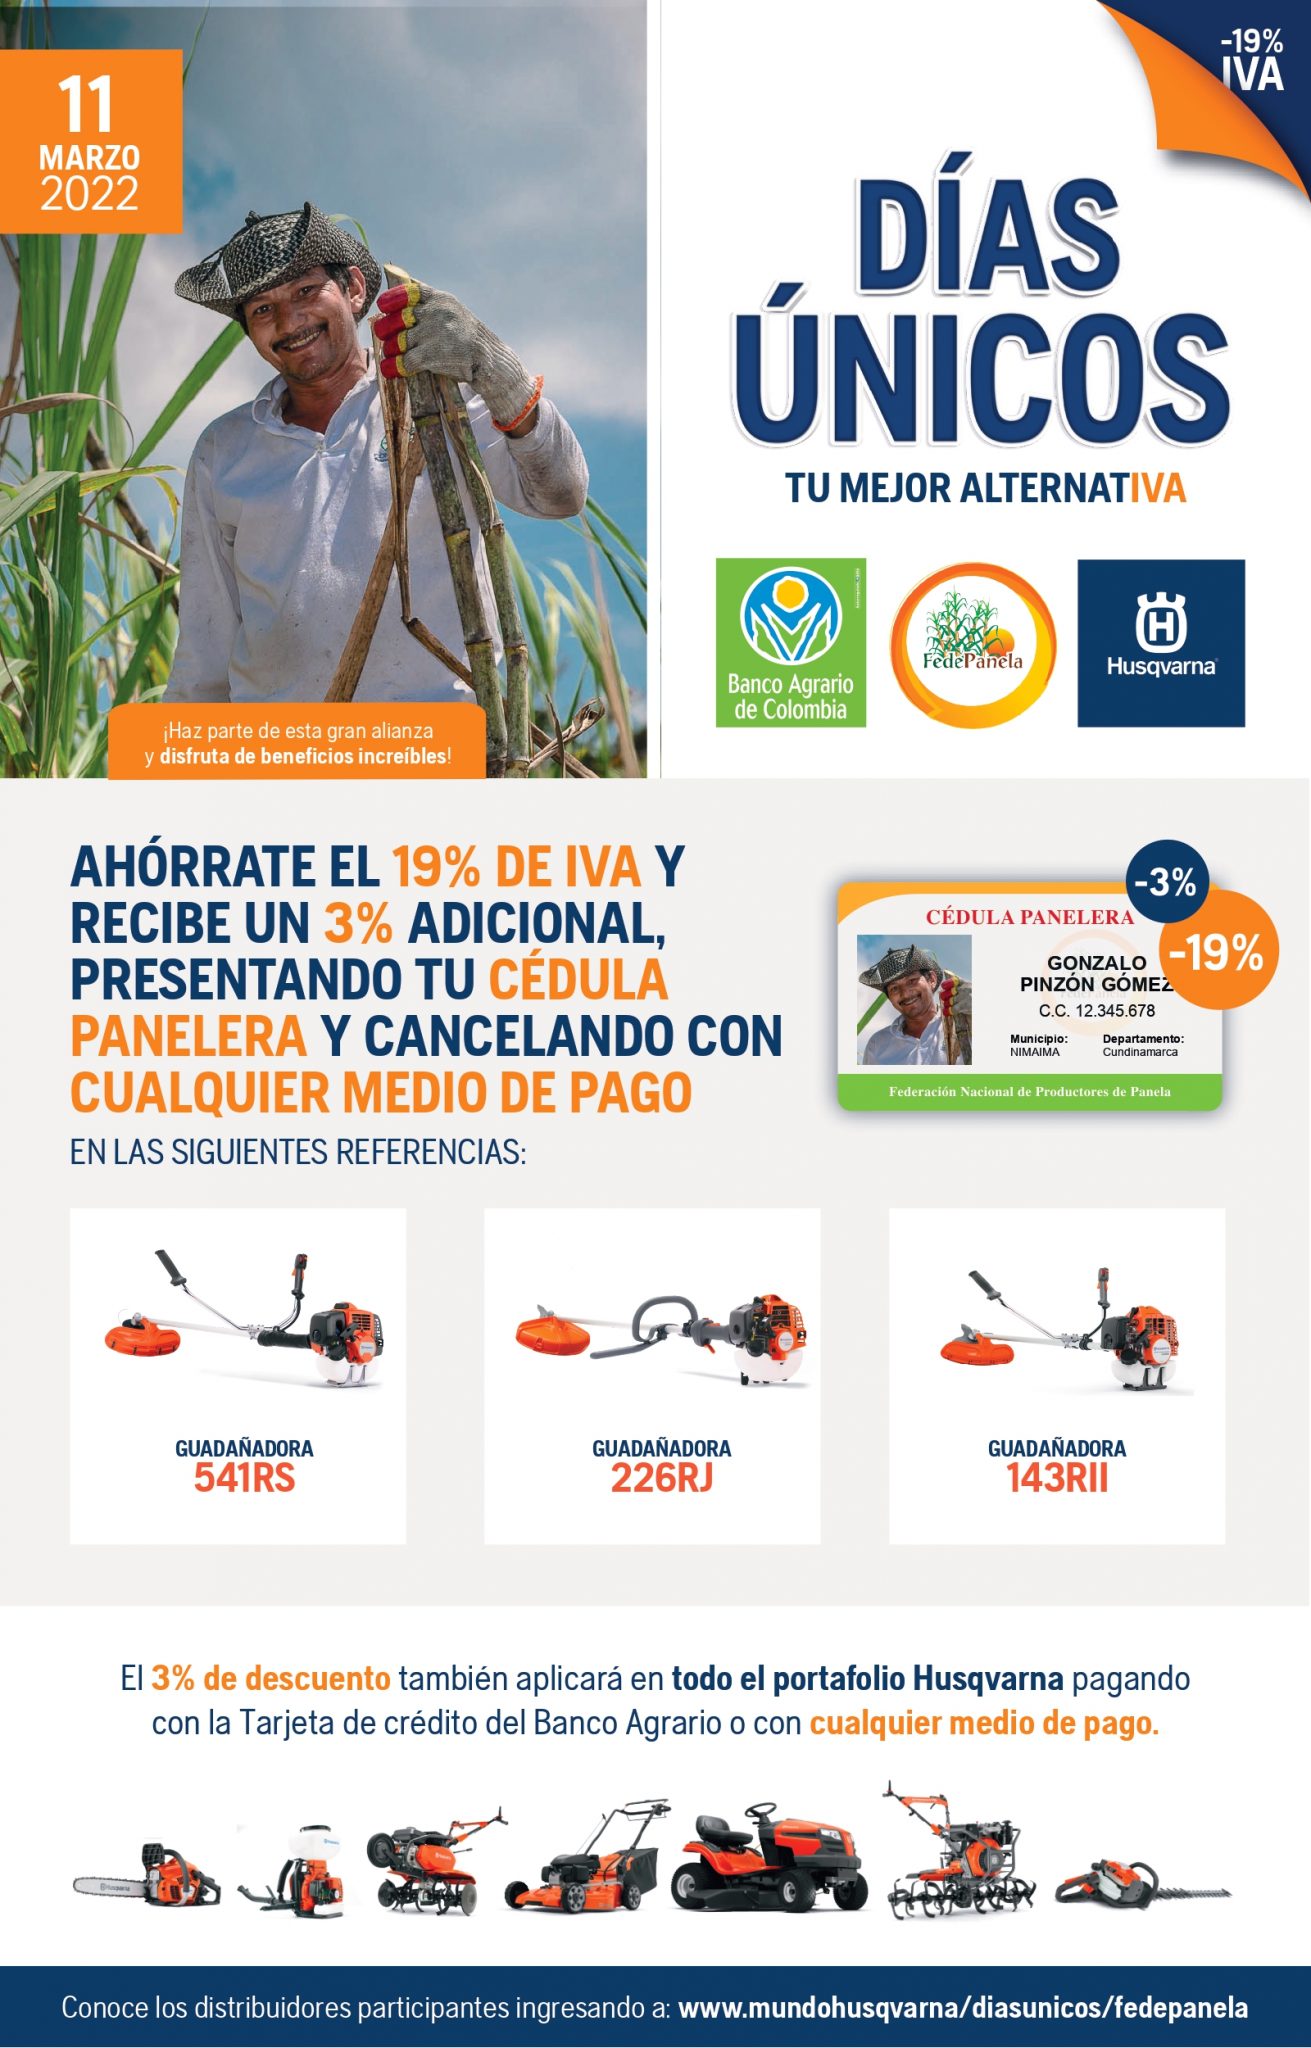 11
MARZO
2022
-19%
IVA
DÍAS
ÚNICOS
TU MEJOR ALTERNATIVA
Banco Agrario
de Colombia
FedePanela
Husqvarna
¡Haz parte de esta gran alianza
y disfruta de beneficios increíbles!
AHÓRRATE EL 19% DE IVA Y
RECIBE UN 3% ADICIONAL,
PRESENTANDO TU CÉDULA
PANELERA Y CANCELANDO CON
CUALQUIER MEDIO DE PAGO
EN LAS SIGUIENTES REFERENCIAS:
-3%
-19%
CÉDULA PANELERA
GONZALO
PINZÓN GÓMEZ
C.C. 12.345.678
Municipio: Departamento:
NIMAIMA Cundinamarca
Federación Nacional de Productores de Panela
GUADAÑADORA
541RS
GUADAÑADORA
226RJ
GUADAÑADORA
143RII
El 3% de descuento también aplicará en todo el portafolio Husqvarna pagando
con la Tarjeta de crédito del Banco Agrario o con cualquier medio de pago.
Husqvarna
Conoce los distribuidores participantes ingresando a: www.mundohusqvarna/diasunicos/fedepanela